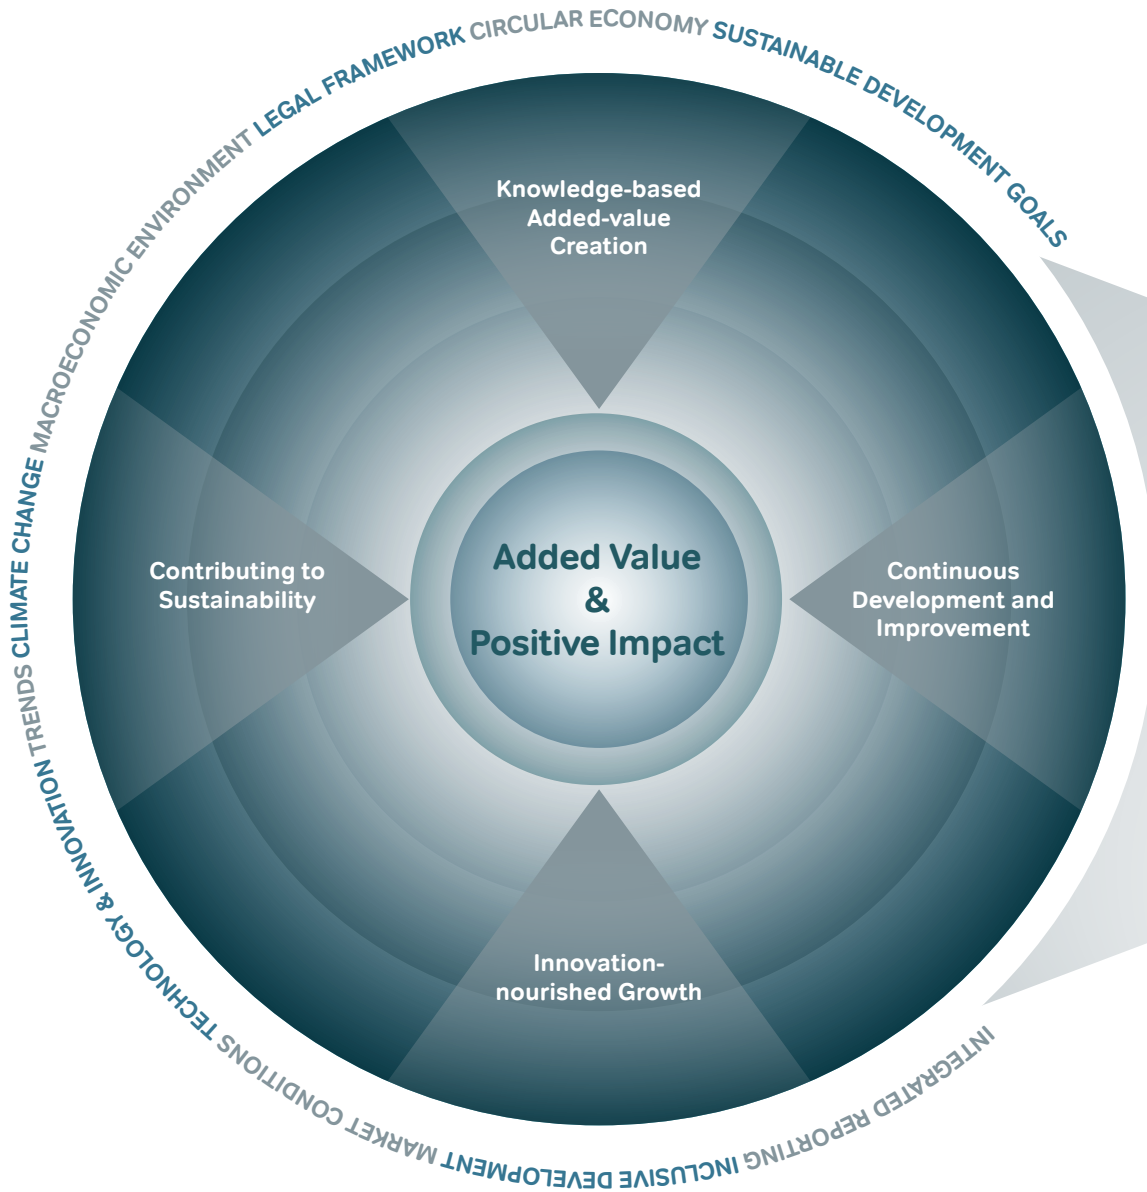 INTEGRATED REPORTING INCLUSIVE DEVELOPMENT MARKET CONDITIONS TECHNOLOGY & INNOVATION TRENDS CLIMATE CHANGE MACROECONOMIC ENVIRONMENT LEGAL FRAMEWORK CIRCULAR ECONOMY SUSTAINABLE DEVELOPMENT GOALS
Knowledge-based
Added-value
Creation
Contributing to
Sustainability
Added Value
&
Positive Impact
Continuous
Development and
Improvement
Innovation-
nourished Growth